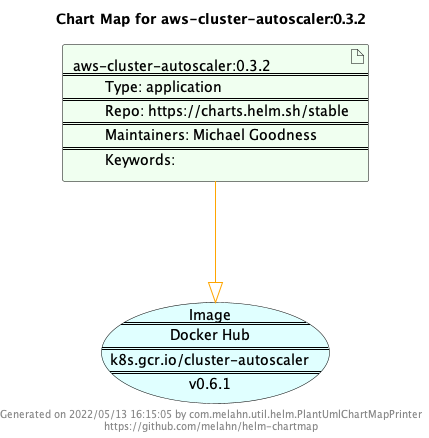 Chart Map for aws-cluster-autoscaler:0.3.2
aws-cluster-autoscaler:0.3.2
Type: application
Repo: https://charts.helm.sh/stable
Maintainers: Michael Goodness
Keywords:
Image
Docker Hub
k8s.gcr.io/cluster-autoscaler
v0.6.1
Generated on 2022/05/13 16:15:05 by com.melahn.util.helm.PlantUmlChartMapPrinter
https://github.com/melahn/helm-chartmap